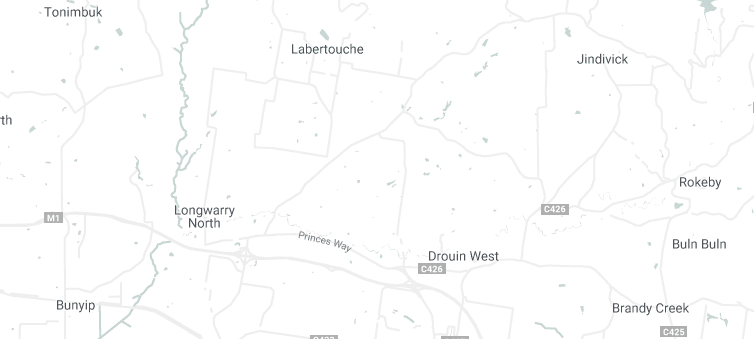 Tonimbuk
Labertouche
Jindivick
Rokeby
C426
Longwarry
North
M1
Princes Way
Buln Buln
Drouin West
C426
Bunyip
Brandy Creek
C425